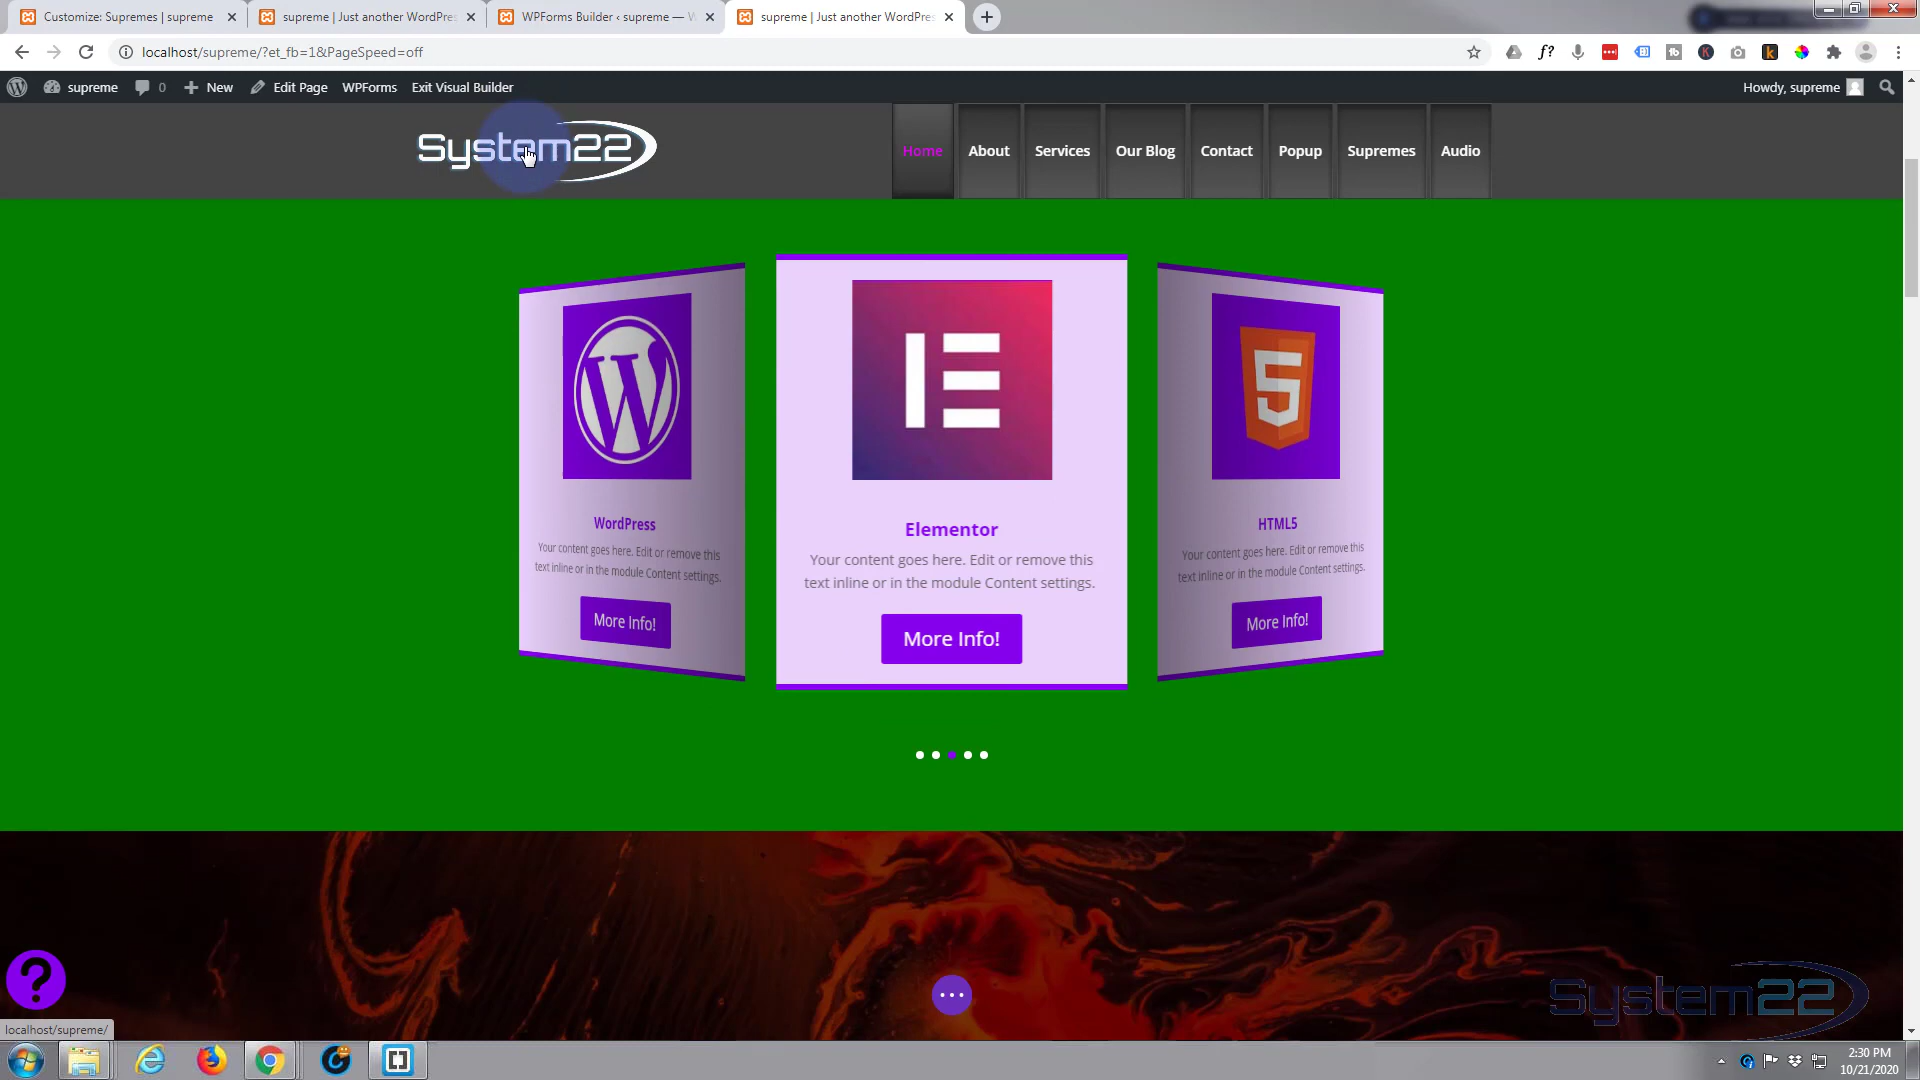 Customize: Supremes | supreme
supreme | Just another WordPres
WPForms Builder ‹ supreme — W
supreme | Just another WordPres
localhost/supreme/?et_fb=1&PageSpeed=off
supreme 0 New Edit Page WPForms Exit Visual Builder
Howdy, supreme
System22
Home
About
Services
Our Blog
Contact
Popup
Supremes
Audio
WordPress
Your content goes here. Edit or remove this
text inline or in the module Content settings.
More Info!
Elementor
Your content goes here. Edit or remove this
text inline or in the module Content settings.
More Info!
HTML5
Your content goes here. Edit or remove this
text inline or in the module Content settings.
More Info!
System22
localhost/supreme/
2:30 PM
10/21/2020